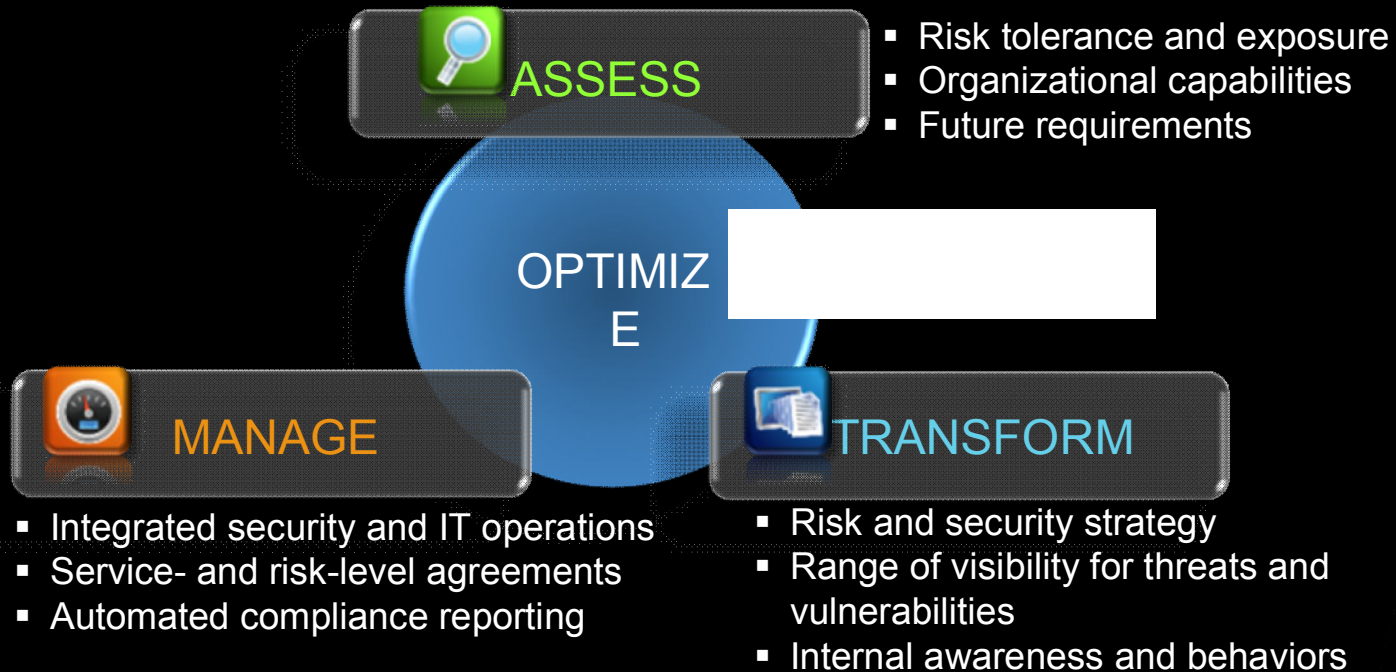 ASSESS
▪ Risk tolerance and exposure
▪ Organizational capabilities
▪ Future requirements
OPTIMIZ
E
MANAGE
▪ Integrated security and IT operations
▪ Service- and risk-level agreements
▪ Automated compliance reporting
TRANSFORM
▪ Risk and security strategy
▪ Range of visibility for threats and
vulnerabilities
▪ Internal awareness and behaviors